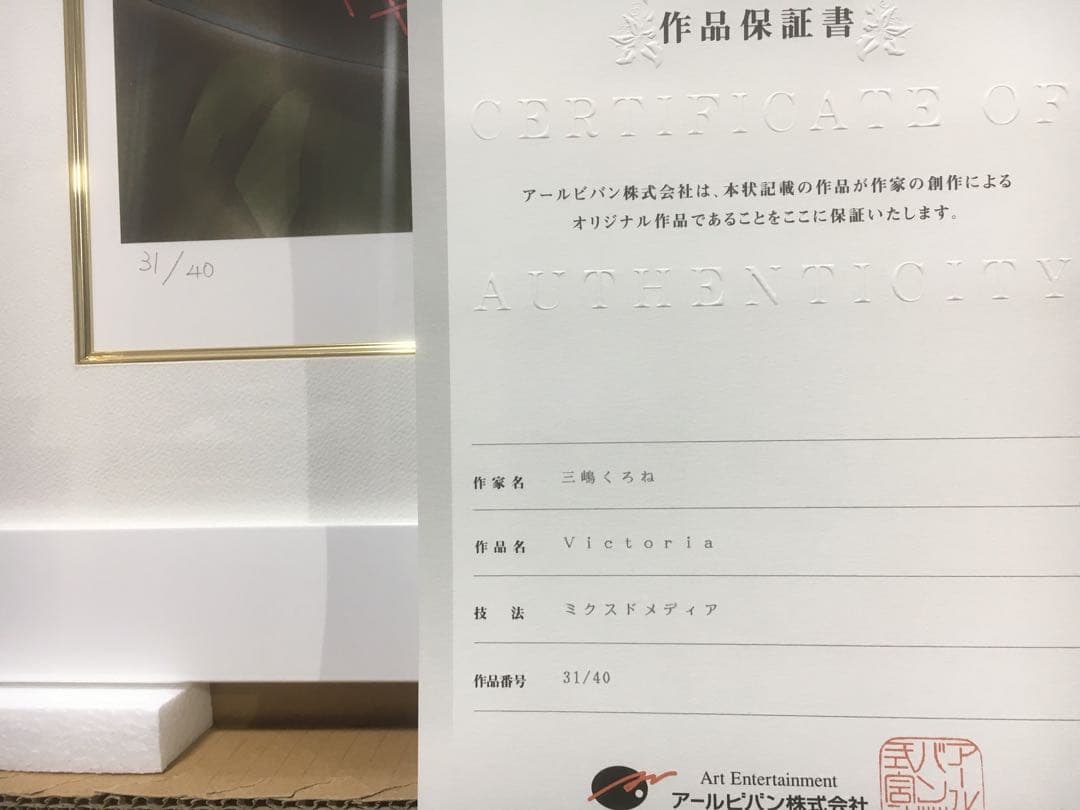 作品保証書
CERTIFICATE OF
アールビバン株式会社は、本状記載の作品が作家の創作による
オリジナル作品であることをここに保証いたします。
AUTHENTICITY
作家名 三嶋くろね
作品名 Victoria
技法 ミクスドメディア
作品番号 31/40
Art Entertainment
アールビバン株式会社
31/40